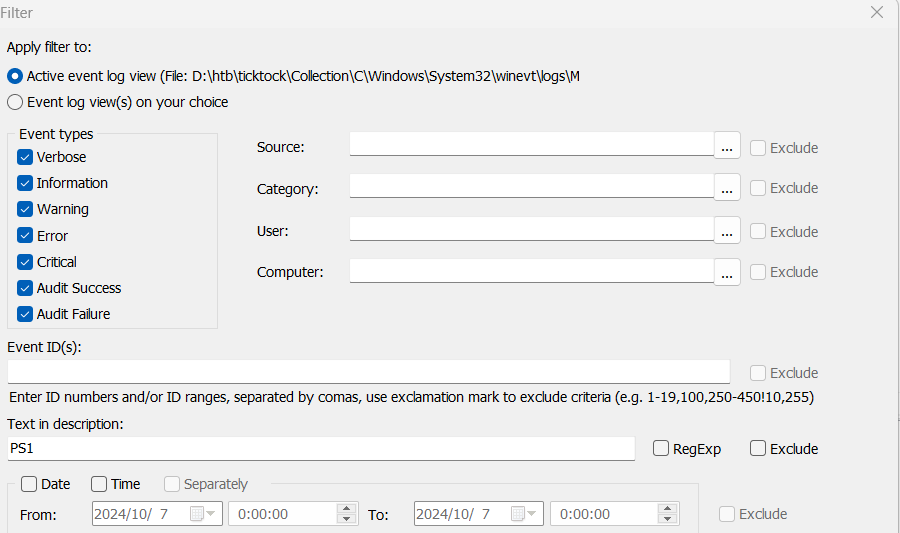 Filter
Apply filter to:
Active event log view (File: D:\htb\ticktock\Collection\C\Windows\System32\winevt\logs\M
Event log view(s) on your choice
Event types
Verbose
Information
Warning
Error
Critical
Audit Success
Audit Failure
Source: ... Exclude
Category: ... Exclude
User: ... Exclude
Computer: ... Exclude
Event ID(s):
Exclude
Enter ID numbers and/or ID ranges, separated by comas, use exclamation mark to exclude criteria (e.g. 1-19,100,250-450!10,255)
Text in description:
PS1 RegExp Exclude
Date Time Separately
From: 2024/10/ 7 0:00:00 To: 2024/10/ 7 0:00:00 Exclude